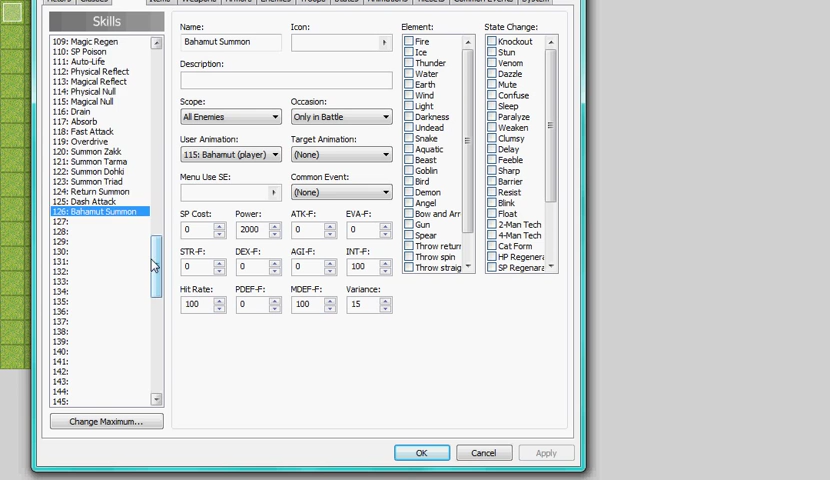 Skills
109: Magic Regen
110: SP Poison
111: Auto-Life
112: Physical Reflect
113: Magical Reflect
114: Physical Null
115: Magical Null
116: Drain
117: Absorb
118: Fast Attack
119: Overdrive
120: Summon Zakk
121: Summon Tarma
122: Summon Dohki
123: Summon Triad
124: Return Summon
125: Dash Attack
126: Bahamut Summon
127:
128:
129:
130:
131:
132:
133:
134:
135:
136:
137:
138:
139:
140:
141:
142:
143:
144:
145:
Change Maximum...
Name:
Bahamut Summon
Icon:
Description:
Scope:
All Enemies
Occasion:
Only in Battle
User Animation:
115: Bahamut (player)
Target Animation:
(None)
Menu Use SE:
Common Event:
(None)
SP Cost: Power: ATK-F: EVA-F:
0 2000 0 0
STR-F: DEX-F: AGI-F: INT-F:
0 0 0 100
Hit Rate: PDEF-F: MDEF-F: Variance:
100 0 100 15
Element:
Fire
Ice
Thunder
Water
Earth
Wind
Light
Darkness
Undead
Snake
Aquatic
Beast
Goblin
Bird
Demon
Angel
Bow and Arr
Gun
Spear
Throw return
Throw spin
Throw straig
State Change:
Knockout
Stun
Venom
Dazzle
Mute
Confuse
Sleep
Paralyze
Weaken
Clumsy
Delay
Feeble
Sharp
Barrier
Resist
Blink
Float
2-Man Tech
4-Man Tech
Cat Form
HP Regenera
SP Regenara
OK Cancel Apply